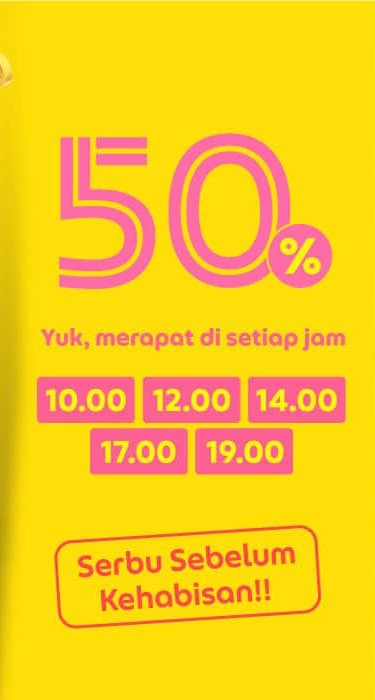 50%
Yuk, merapat di setiap jam
10.00 12.00 14.00
17.00 19.00
Serbu Sebelum
Kehabisan!!